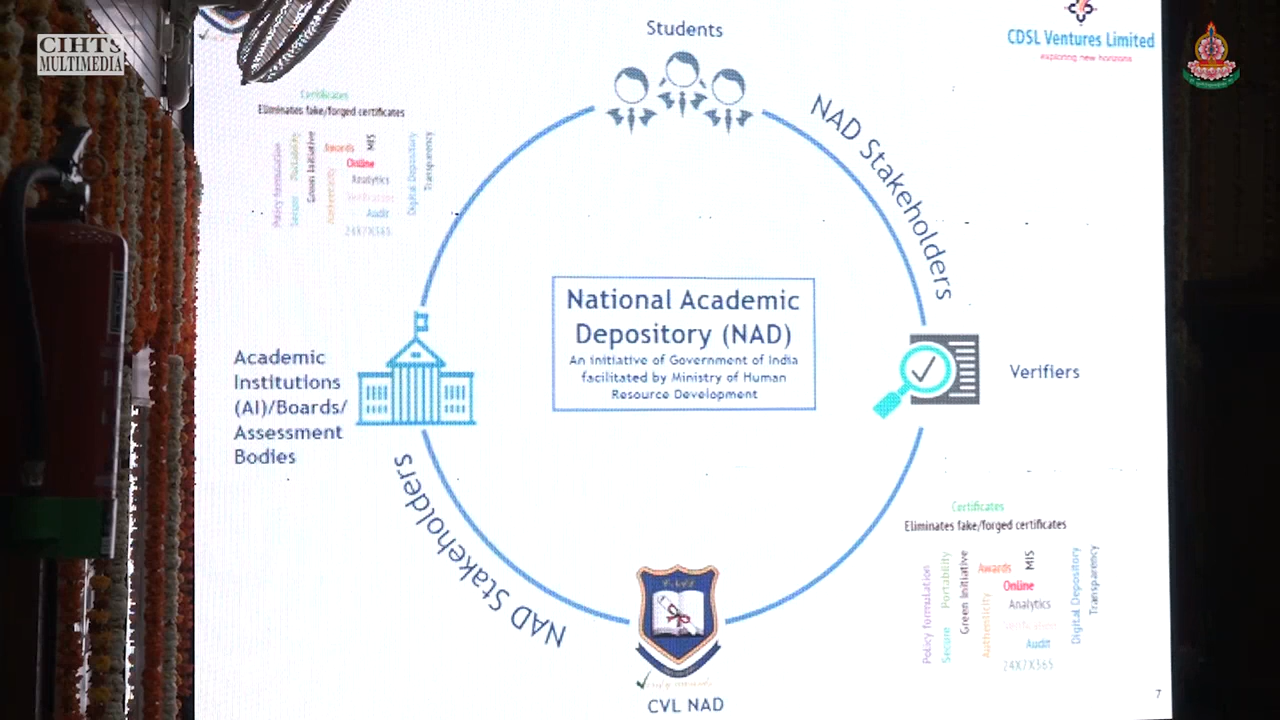 CIHTS
MULTIMEDIA
Students
CDSL Ventures Limited
exploring new horizons
NAD Stakeholders
Certificates
Eliminates fake/forged certificates
Policy formulation
Secure
Portability
Green Initiative
Authenticity
Awards
MIS
Online
Analytics
Verification
Audit
24X7X365
Digital Depository
Transparency
National Academic
Depository (NAD)
An initiative of Government of India
facilitated by Ministry of Human
Resource Development
Academic
Institutions
(AI)/Boards/
Assessment
Bodies
Verifiers
NAD Stakeholders
Certificates
Eliminates fake/forged certificates
Policy formulation
Secure
Portability
Green Initiative
Authenticity
Awards
MIS
Online
Analytics
Audit
24X7X365
Digital Depository
Transparency
CVL NAD
7